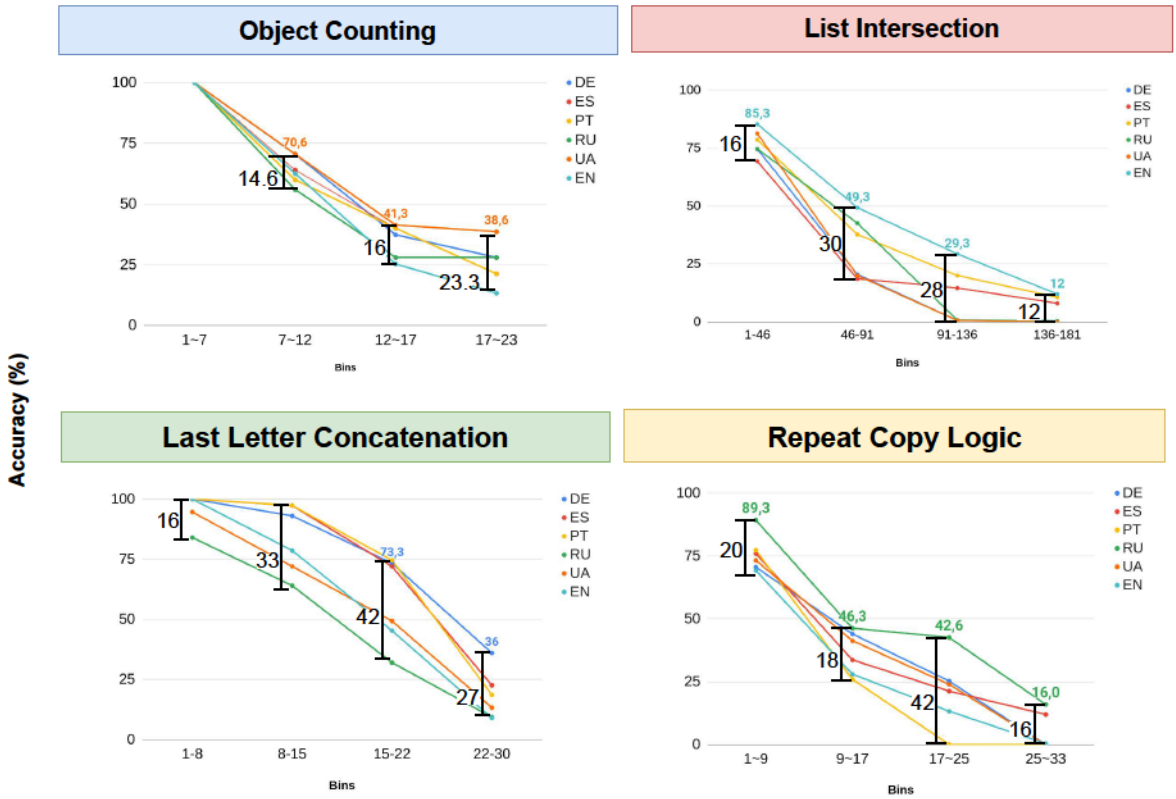 Object Counting
100
75
50
25
0
70,6
41,3
38,6
14.6
16
23.3
1~7
7~12
12~17
17~23
Bins
DE
ES
PT
RU
UA
EN
List Intersection
100
75
50
25
0
85,3
49,3
29,3
12
16
30
28
12
1-46
46-91
91-136
136-181
Bins
DE
ES
PT
RU
UA
EN
Accuracy (%)
Last Letter Concatenation
100
75
50
25
0
73,3
36
16
33
42
27
1-8
8-15
15-22
22-30
Bins
DE
ES
PT
RU
UA
EN
Repeat Copy Logic
100
75
50
25
0
89,3
46,3
42,6
16,0
20
18
42
16
1~9
9~17
17~25
25~33
Bins
DE
ES
PT
RU
UA
EN